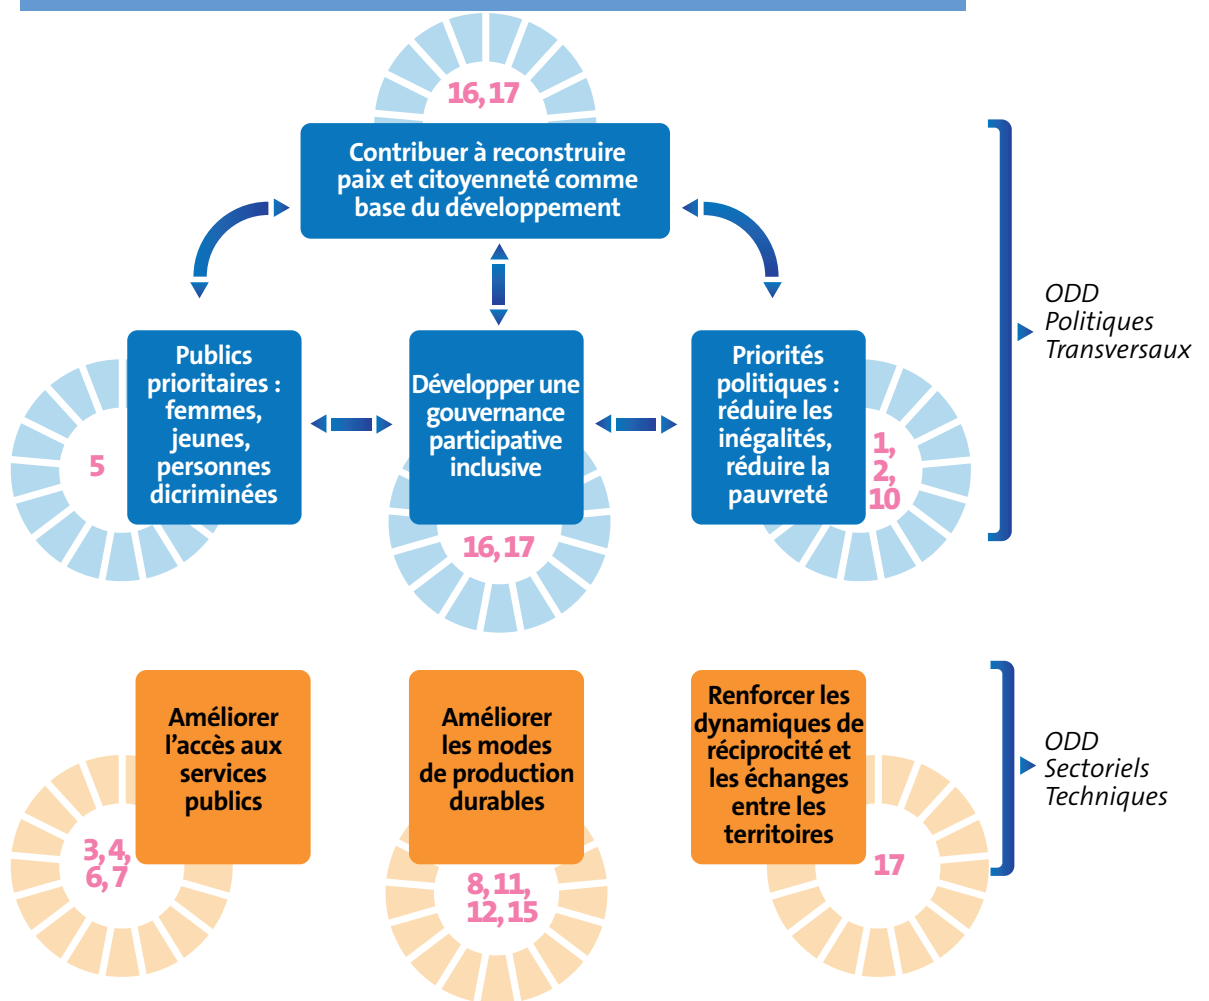 16, 17
Contribuer à reconstruire
paix et citoyenneté comme
base du développement
ODD
Politiques
Transversaux
Publics
prioritaires :
femmes,
jeunes,
personnes
dicriminées
5
Développer une
gouvernance
participative
inclusive
16, 17
Priorités
politiques :
réduire les
inégalités,
réduire la
pauvreté
1,
2,
10
Améliorer
l’accès aux
services
publics
3, 4,
6, 7
Améliorer
les modes
de production
durables
8, 11,
12, 15
Renforcer les
dynamiques de
réciprocité et
les échanges
entre les
territoires
17
ODD
Sectoriels
Techniques